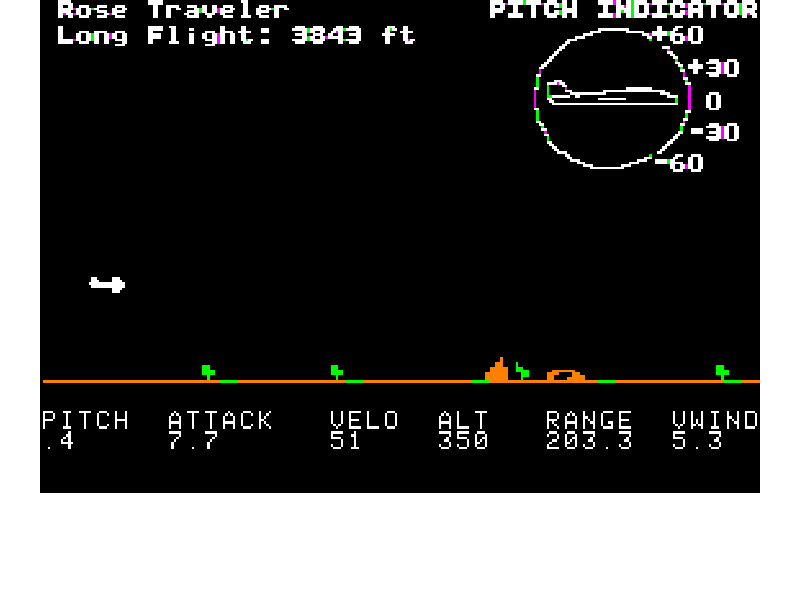 Rose Traveler
Long Flight: 3843 ft
PITCH INDICATOR
+60
+30
0
-30
-60
PITCH ATTACK VELO ALT RANGE VWIND
.4 7.7 51 350 203.3 5.3